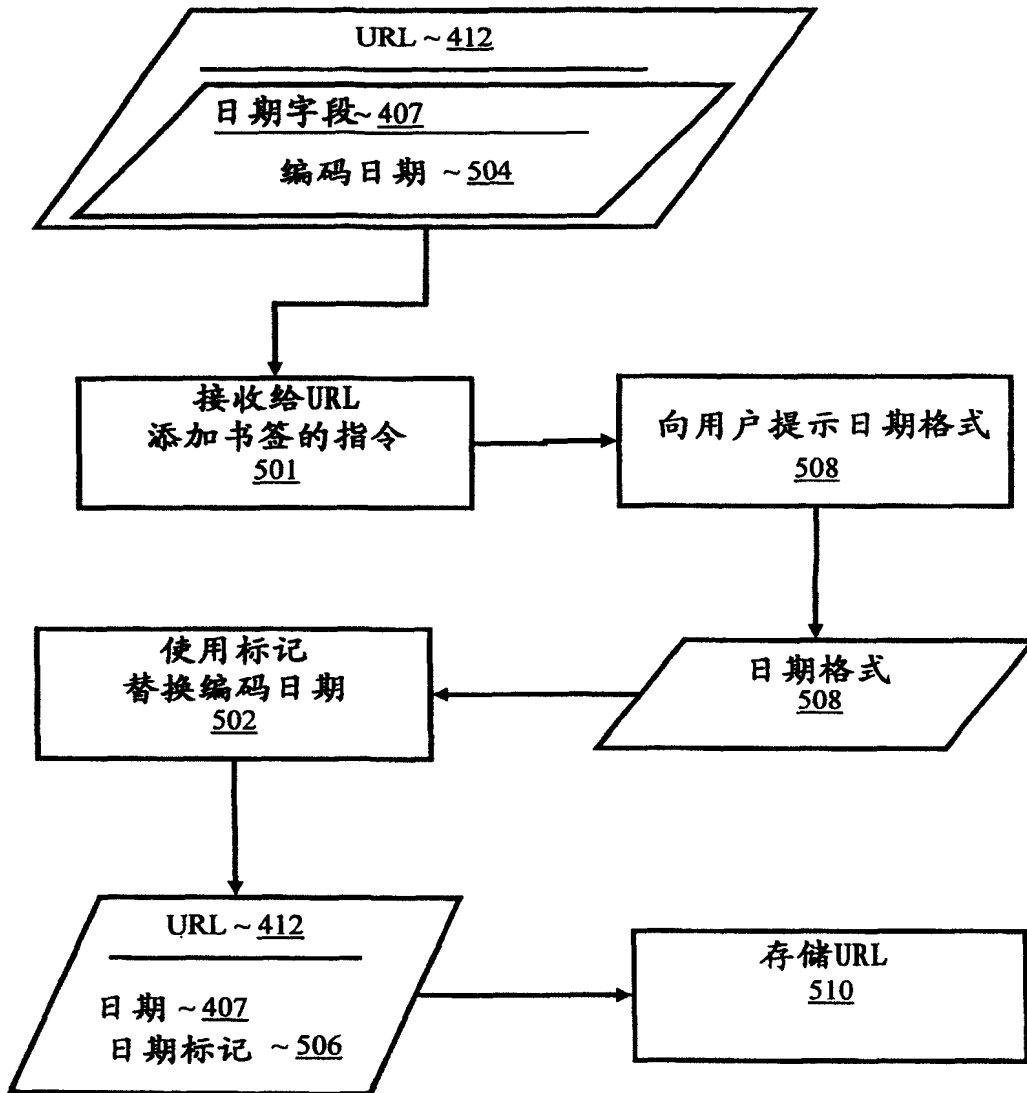 URL ~ 412
日期字段~ 407
编码日期 ~ 504
接收给URL
添加书签的指令
501
向用户提示日期格式
508
使用标记
替换编码日期
502
日期格式
508
URL ~ 412
日期~ 407
日期标记 ~ 506
存储URL
510